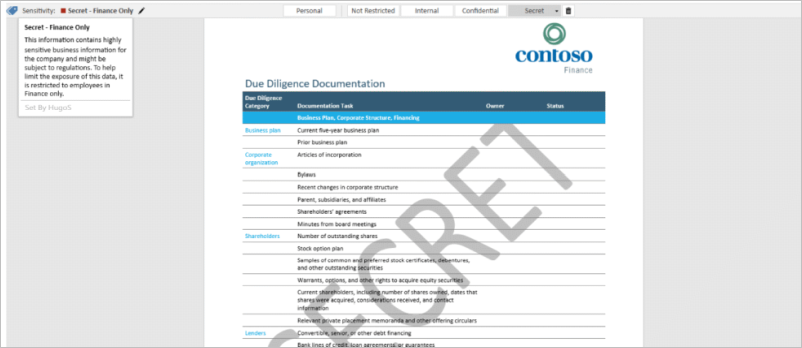 Sensitivity: Secret - Finance Only
Personal Not Restricted Internal Confidential Secret
Secret - Finance Only
This information contains highly
sensitive business information for
the company and might be
subject to regulations. To help
limit the exposure of this data, it
is restricted to employees in
Finance only.
Set By HugoS
contoso
Finance
Due Diligence Documentation
Due Diligence
Category Documentation Task Owner Status
Business Plan, Corporate Structure, Financing
Business plan Current five-year business plan
Prior business plan
Corporate
organization Articles of incorporation
Bylaws
Recent changes in corporate structure
Parent, subsidiaries, and affiliates
Shareholders' agreements
Minutes from board meetings
Shareholders Number of outstanding shares
Stock option plan
Samples of common and preferred stock certificates, debentures,
and other outstanding securities
Warrants, options, and other rights to acquire equity securities
Current shareholders, including number of shares owned, dates that
shares were acquired, considerations received, and contact
information
Relevant private placement memoranda and other offering circulars
Lenders Convertible, senior, or other debt financing
Bank lines of credit/loan agreements/or guarantees
SECRET